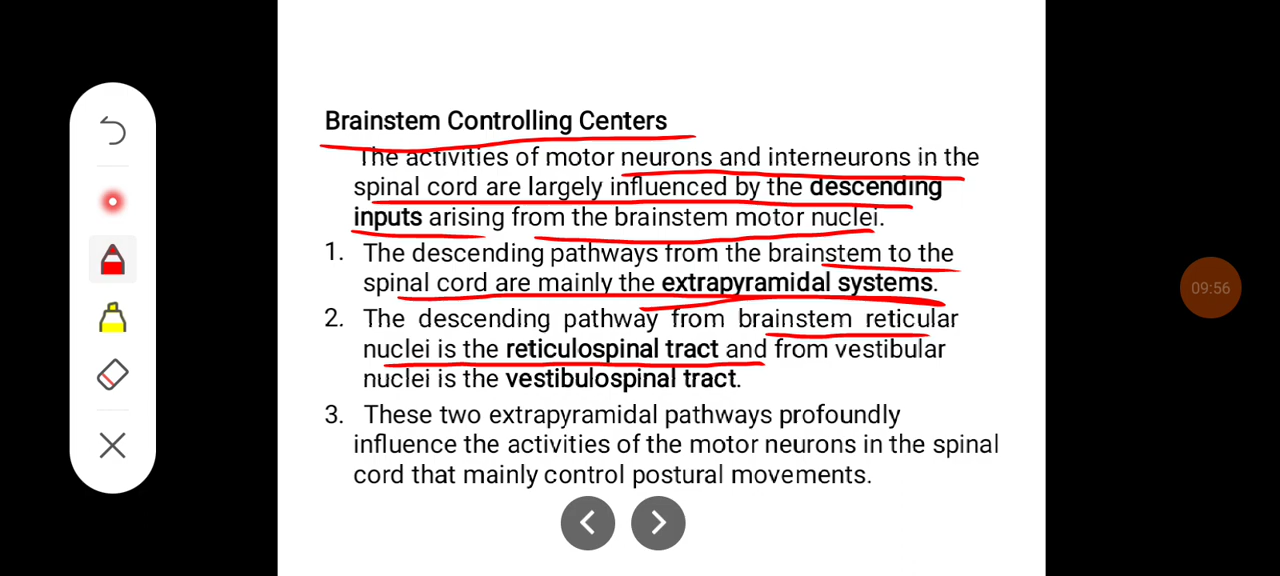 Brainstem Controlling Centers
The activities of motor neurons and interneurons in the
spinal cord are largely influenced by the descending
inputs arising from the brainstem motor nuclei.
1. The descending pathways from the brainstem to the
spinal cord are mainly the extrapyramidal systems.
2. The descending pathway from brainstem reticular
nuclei is the reticulospinal tract and from vestibular
nuclei is the vestibulospinal tract.
3. These two extrapyramidal pathways profoundly
influence the activities of the motor neurons in the spinal
cord that mainly control postural movements.
09:56